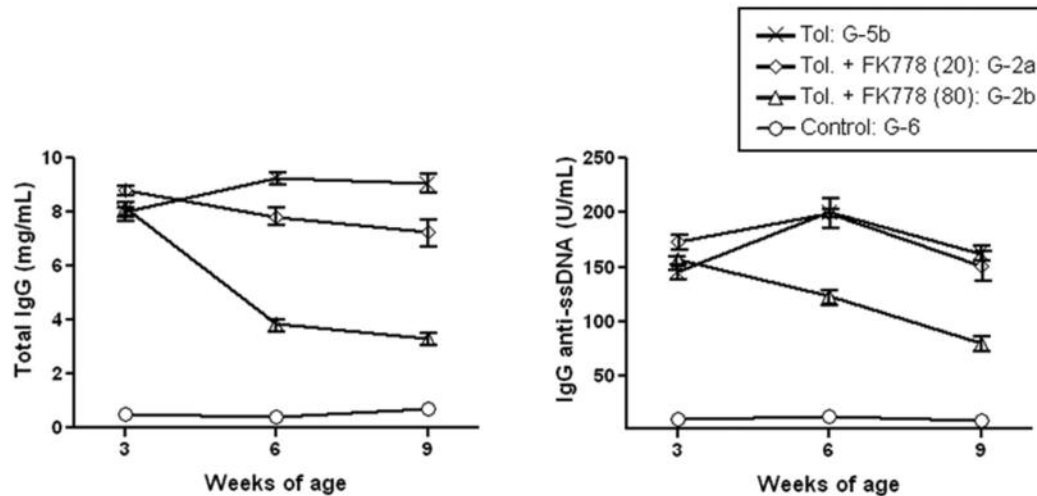 Tol: G-5b
Tol. + FK778 (20): G-2a
Tol. + FK778 (80): G-2b
Control: G-6
Total IgG (mg/mL)
10
8
6
4
2
0
3 6 9
Weeks of age
IgG anti-ssDNA (U/mL)
250
200
150
100
50
3 6 9
Weeks of age